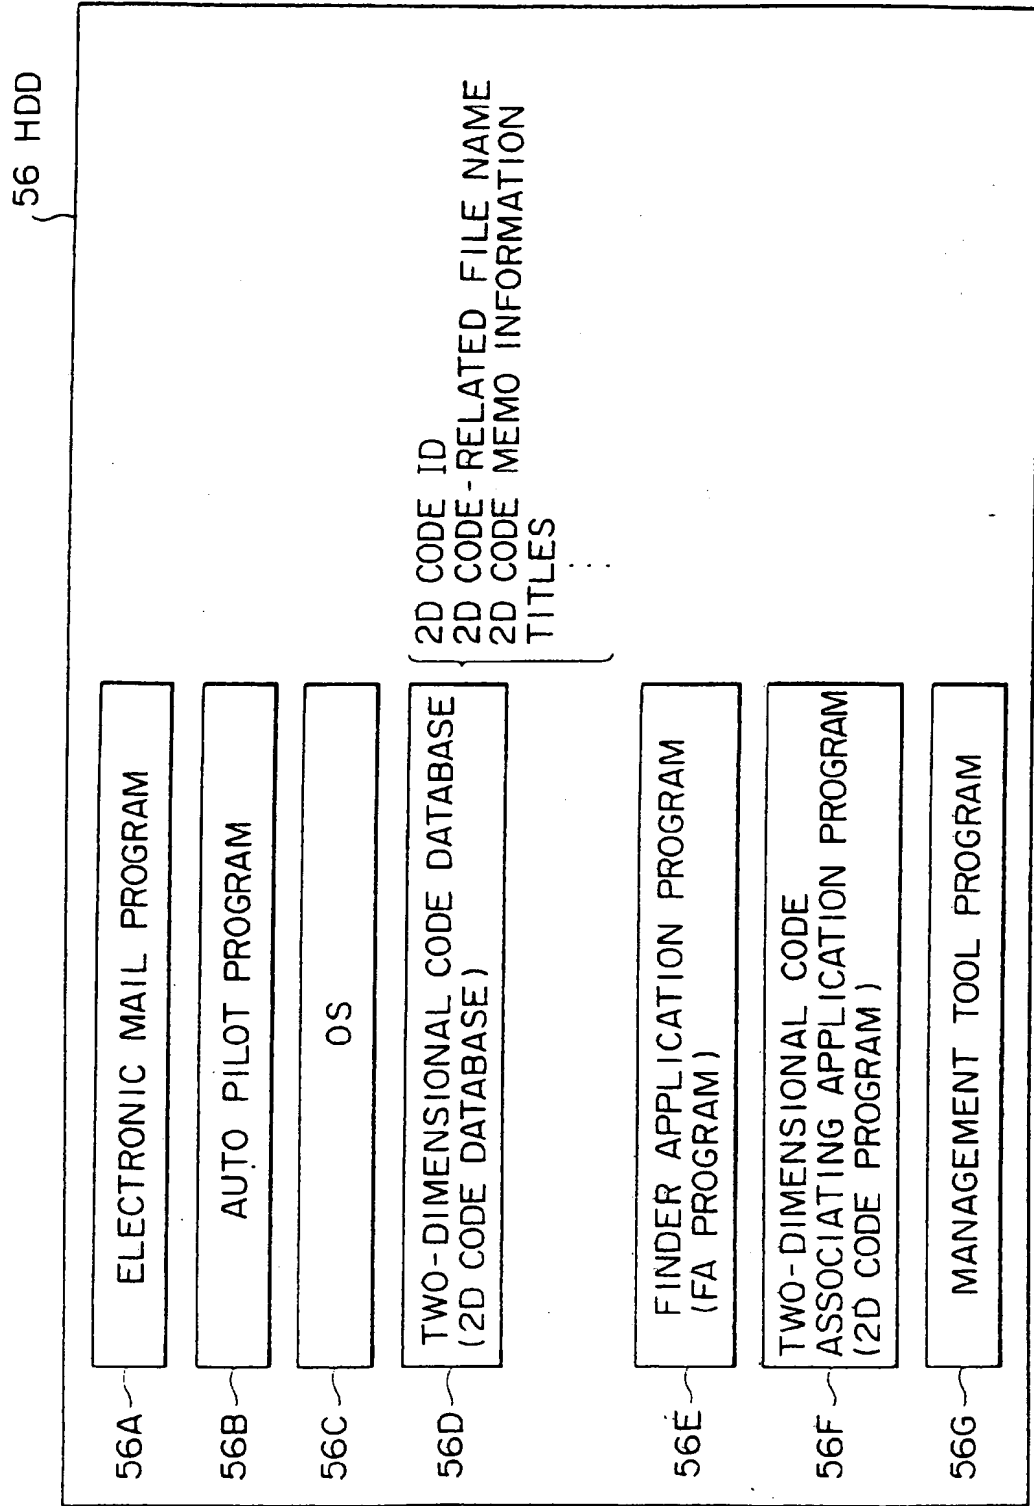 56 HDD
56A
ELECTRONIC MAIL PROGRAM
56B
AUTO PILOT PROGRAM
56C
OS
56D
TWO-DIMENSIONAL CODE DATABASE
(2D CODE DATABASE)
2D CODE ID
2D CODE-RELATED FILE NAME
2D CODE MEMO INFORMATION
TITLES
...
56E
FINDER APPLICATION PROGRAM
(FA PROGRAM)
56F
TWO-DIMENSIONAL CODE
ASSOCIATING APPLICATION PROGRAM
(2D CODE PROGRAM)
56G
MANAGEMENT TOOL PROGRAM